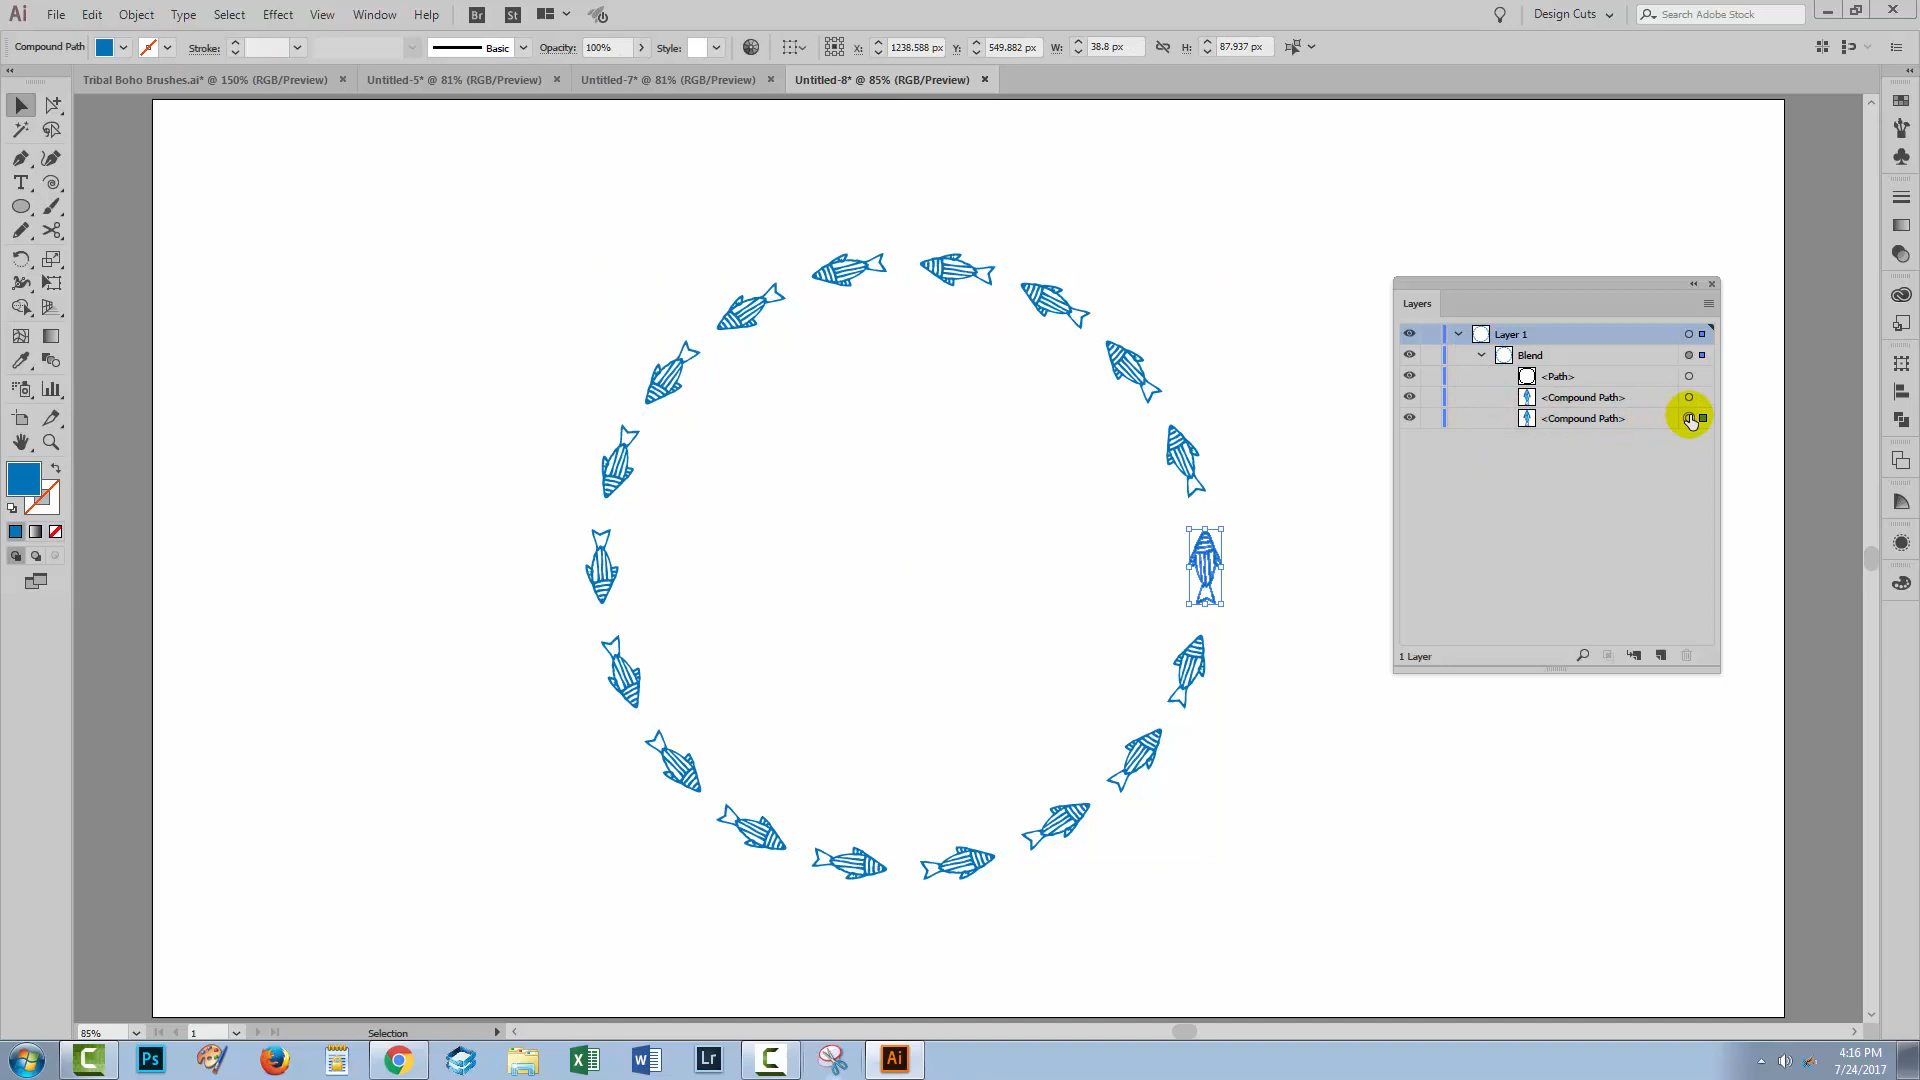 Ai File Edit Object Type Select Effect View Window Help Br St Design Cuts Search Adobe Stock
Compound Path Stroke: Basic Opacity: 100% Style: X: 1238.588 px Y: 549.882 px W: 38.8 px H: 87.937 px
Tribal Boho Brushes.ai* @ 150% (RGB/Preview) Untitled-5* @ 81% (RGB/Preview) Untitled-7* @ 81% (RGB/Preview) Untitled-8* @ 85% (RGB/Preview)
Layers
Layer 1
Blend
<Path>
<Compound Path>
<Compound Path>
1 Layer
85% 1 Selection
Ps Lr Ai
4:16 PM
7/24/2017